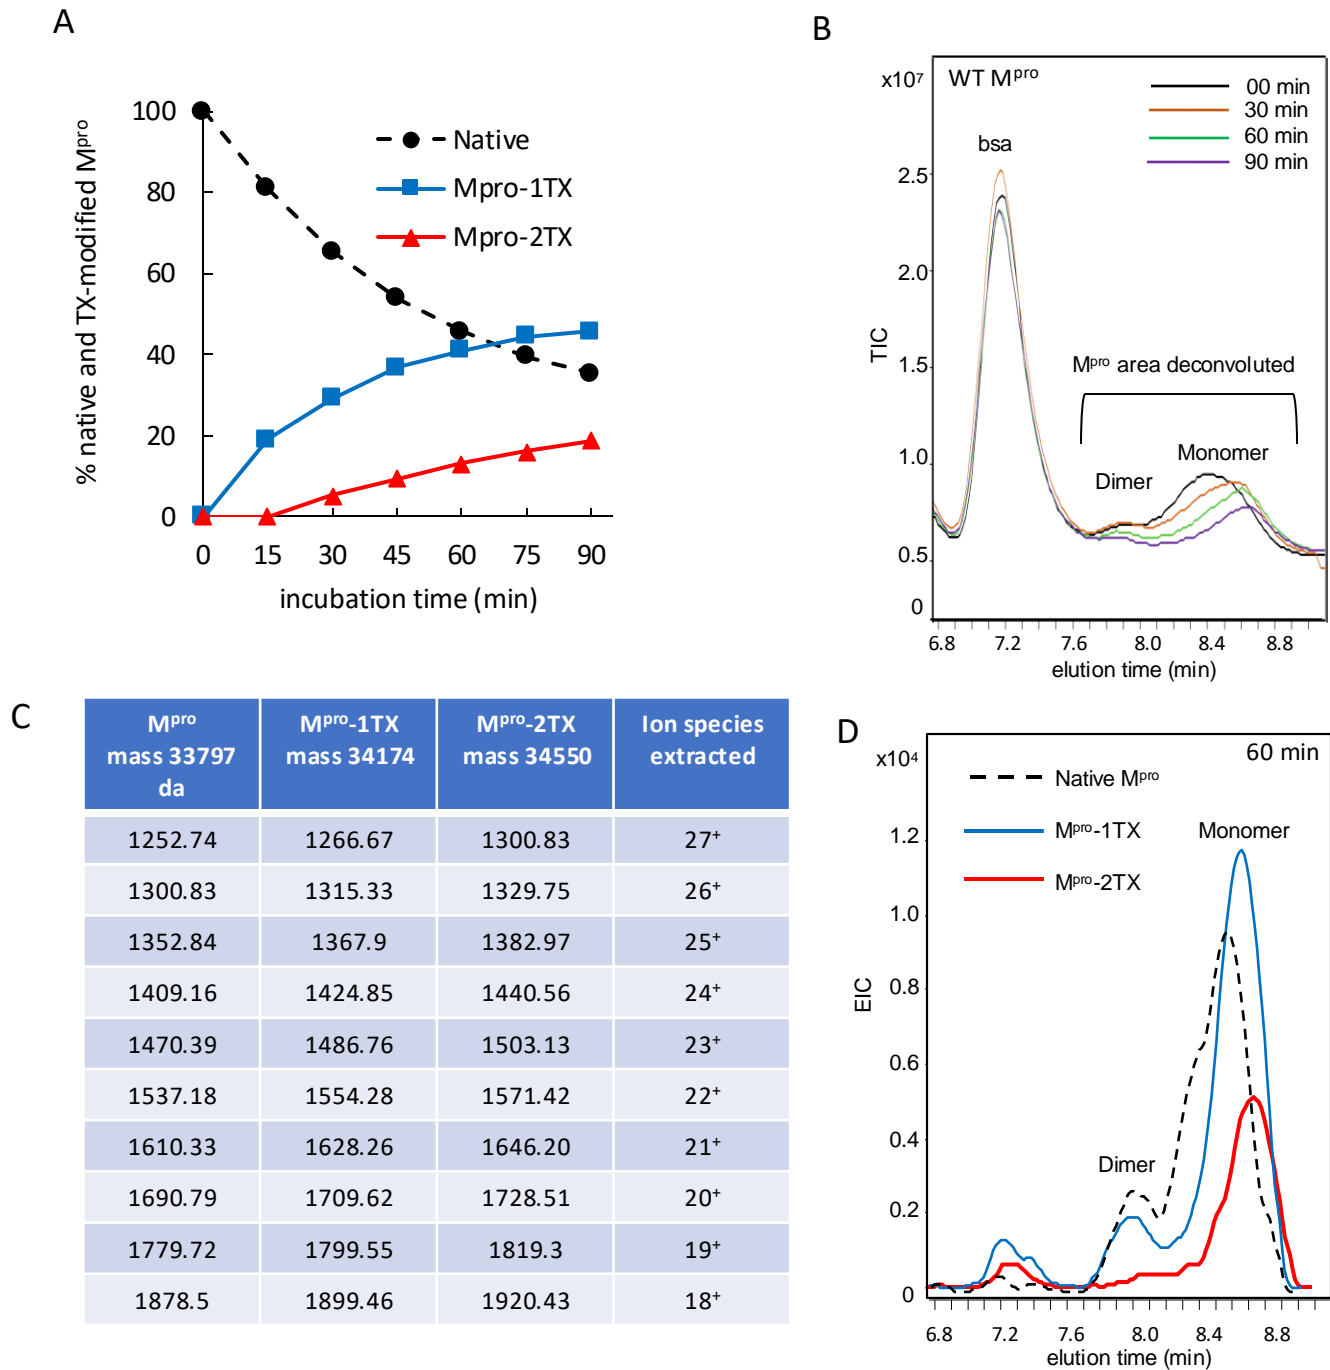 A
% native and TX-modified Mᵖʳᵒ
100
80
60
40
20
0
0 15 30 45 60 75 90
incubation time (min)
Native
Mpro-1TX
Mpro-2TX
B
x10⁷
WT Mᵖʳᵒ
00 min
30 min
60 min
90 min
bsa
2.5
2.0
1.5
1.0
0.5
0
TIC
Mᵖʳᵒ area deconvoluted
Dimer
Monomer
6.8 7.2 7.6 8.0 8.4 8.8
elution time (min)
C
Mᵖʳᵒ
mass 33797
da
Mᵖʳᵒ-1TX
mass 34174
Mᵖʳᵒ-2TX
mass 34550
Ion species
extracted
1252.74 1266.67 1300.83 27⁺
1300.83 1315.33 1329.75 26⁺
1352.84 1367.9 1382.97 25⁺
1409.16 1424.85 1440.56 24⁺
1470.39 1486.76 1503.13 23⁺
1537.18 1554.28 1571.42 22⁺
1610.33 1628.26 1646.20 21⁺
1690.79 1709.62 1728.51 20⁺
1779.72 1799.55 1819.3 19⁺
1878.5 1899.46 1920.43 18⁺
D
x10⁴
60 min
Native Mᵖʳᵒ
Mᵖʳᵒ-1TX
Mᵖʳᵒ-2TX
Monomer
Dimer
1.2
1.0
0.8
0.6
0.4
0.2
0
EIC
6.8 7.2 7.6 8.0 8.4 8.8
elution time (min)